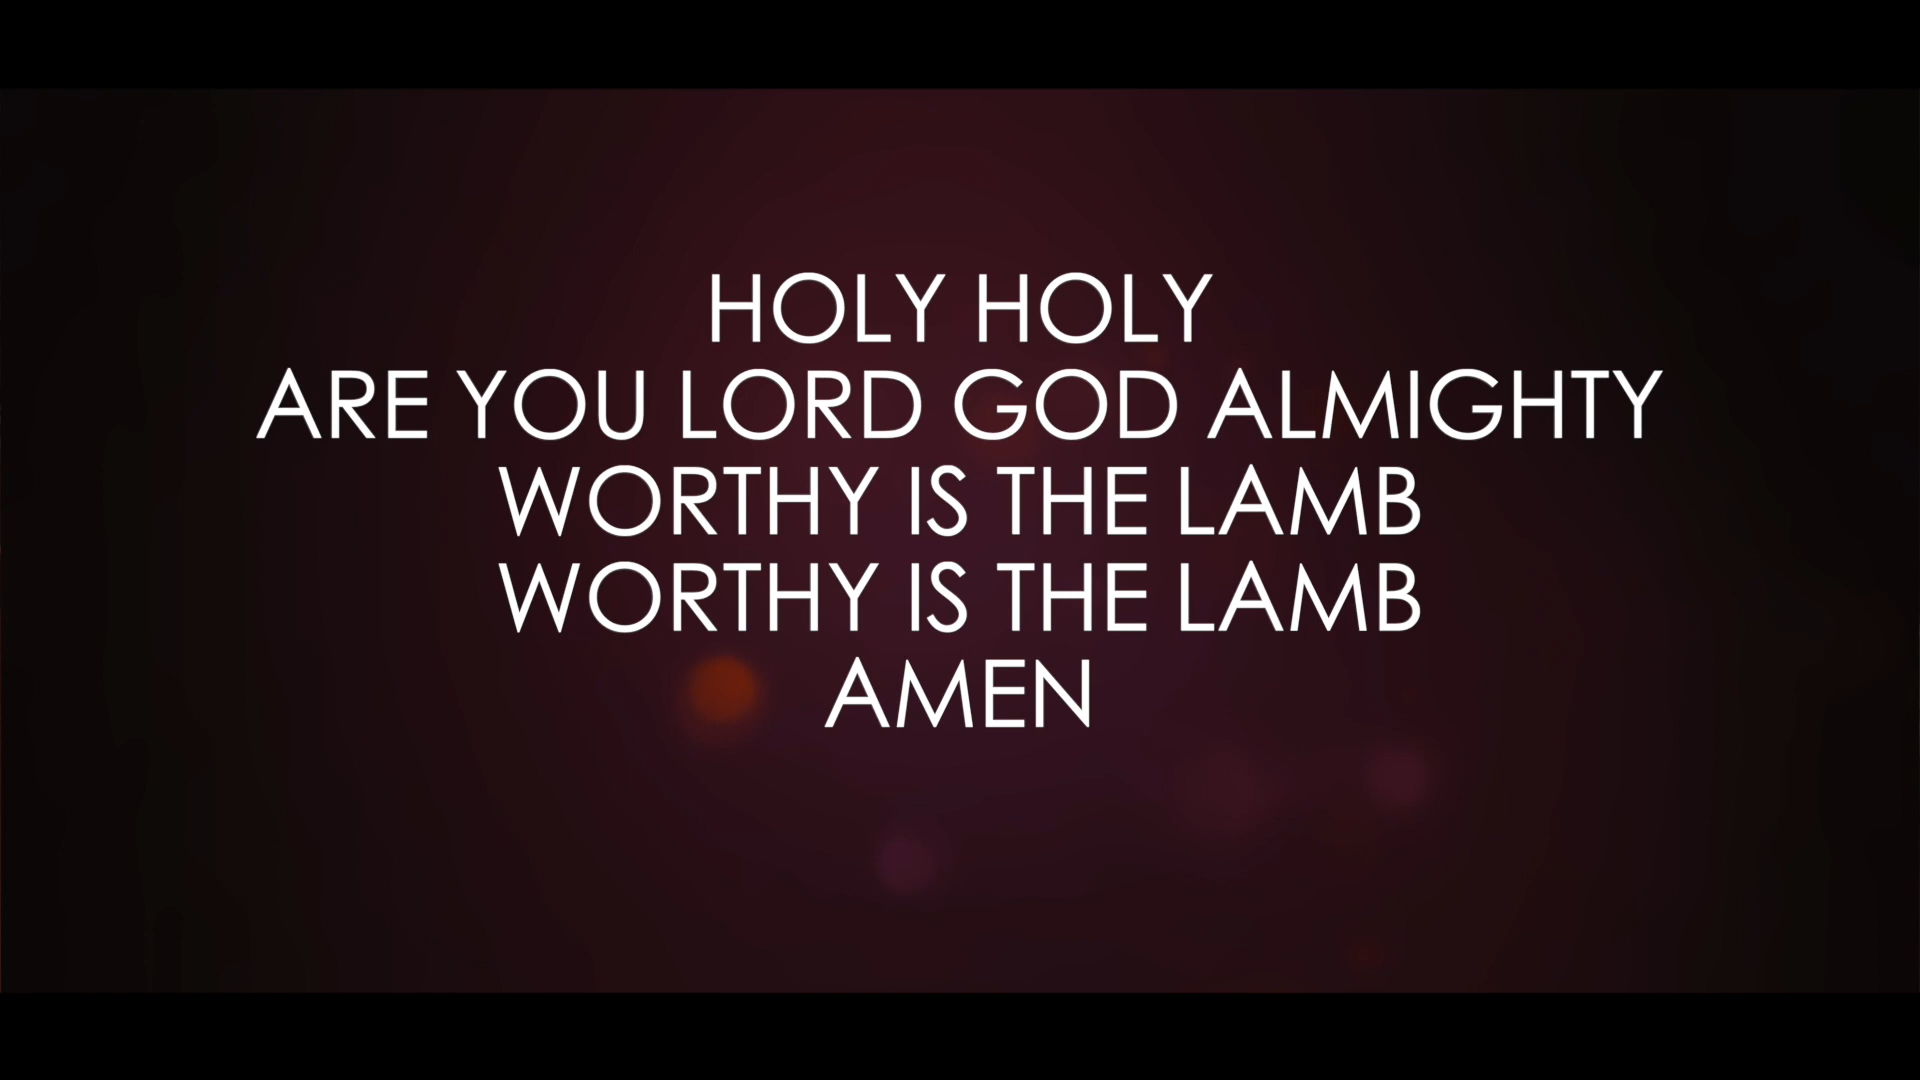 HOLY HOLY
ARE YOU LORD GOD ALMIGHTY
WORTHY IS THE LAMB
WORTHY IS THE LAMB
AMEN